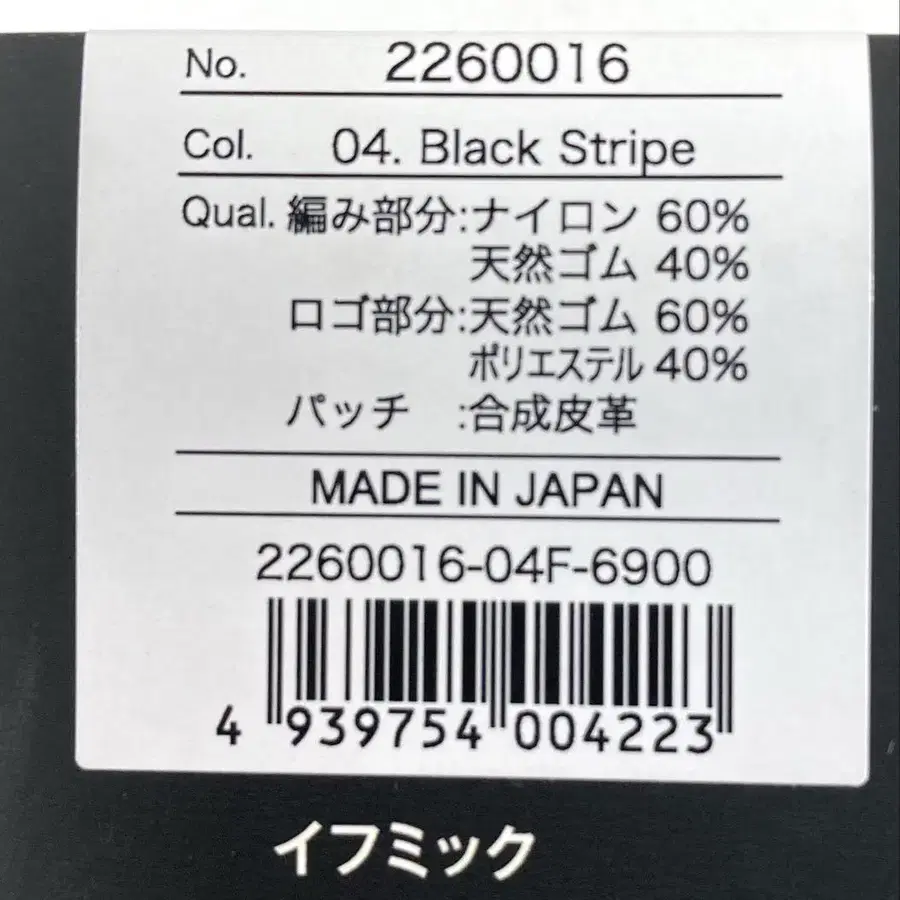 No. 2260016
Col. 04. Black Stripe
Qual. 編み部分:ナイロン 60%
天然ゴム 40%
ロゴ部分:天然ゴム 60%
ポリエステル 40%
パッチ :合成皮革
MADE IN JAPAN
2260016-04F-6900
4 939754 004223
イフミック